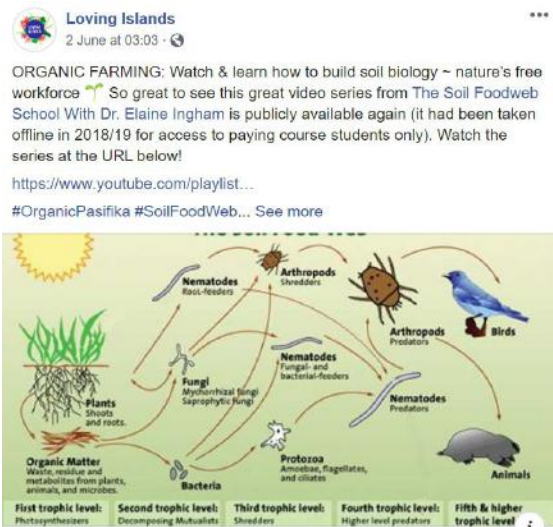 Loving Islands
2 June at 03:03 ·
ORGANIC FARMING: Watch & learn how to build soil biology ~ nature's free
workforce 🌱 So great to see this great video series from The Soil Foodweb
School With Dr. Elaine Ingham is publicly available again (it had been taken
offline in 2018/19 for access to paying course students only). Watch the
series at the URL below!
https://www.youtube.com/playlist…
#OrganicPasifika #SoilFoodWeb... See more
Nematodes
Root-feeders
Arthropods
Shredders
Arthropods
Predators
Birds
Plants
Shoots
and roots.
Fungi
Mychorrhizal fungi
Saprophytic fungi
Nematodes
Fungal- and
bacterial-feeders
Nematodes
Predators
Organic Matter
Waste, residue and
metabolites from plants,
animals, and microbes.
Bacteria
Protozoa
Amoebae, flagellates,
and ciliates
Animals
First trophic level:
Photosynthesizers
Second trophic level:
Decomposing Mutualists
Third trophic level:
Shredders
Fourth trophic level:
Higher level predators
Fifth & higher
trophic level